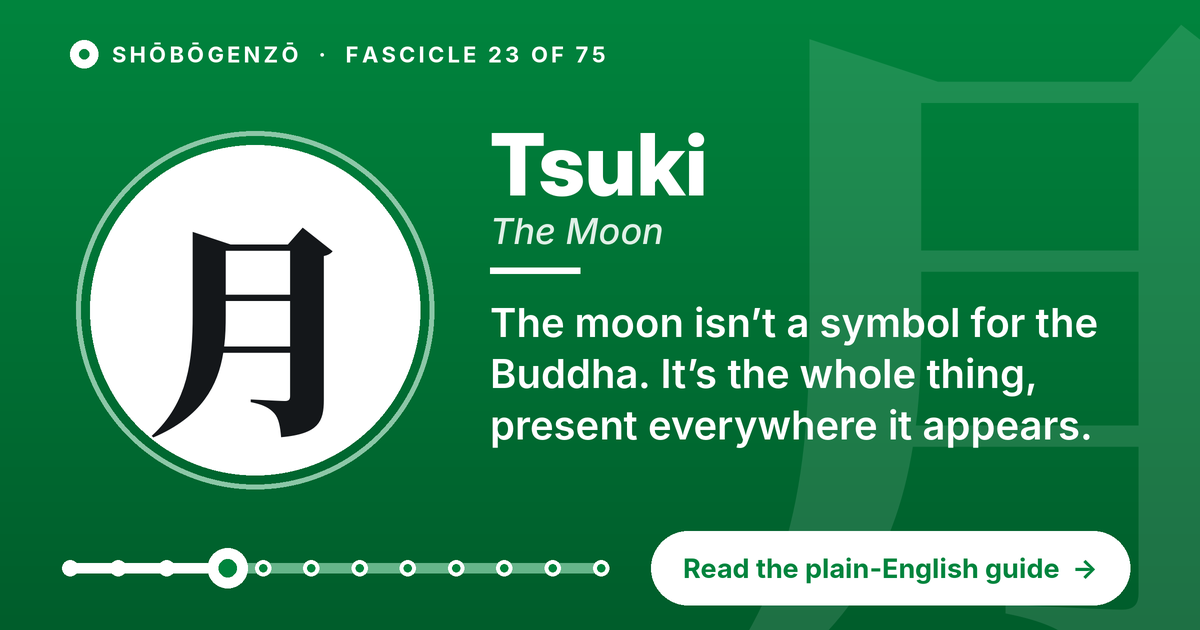 SHŌBŌGENZŌ · FASCICLE 23 OF 75
月
Tsuki
The Moon
The moon isn’t a symbol for the
Buddha. It’s the whole thing,
present everywhere it appears.
Read the plain-English guide →